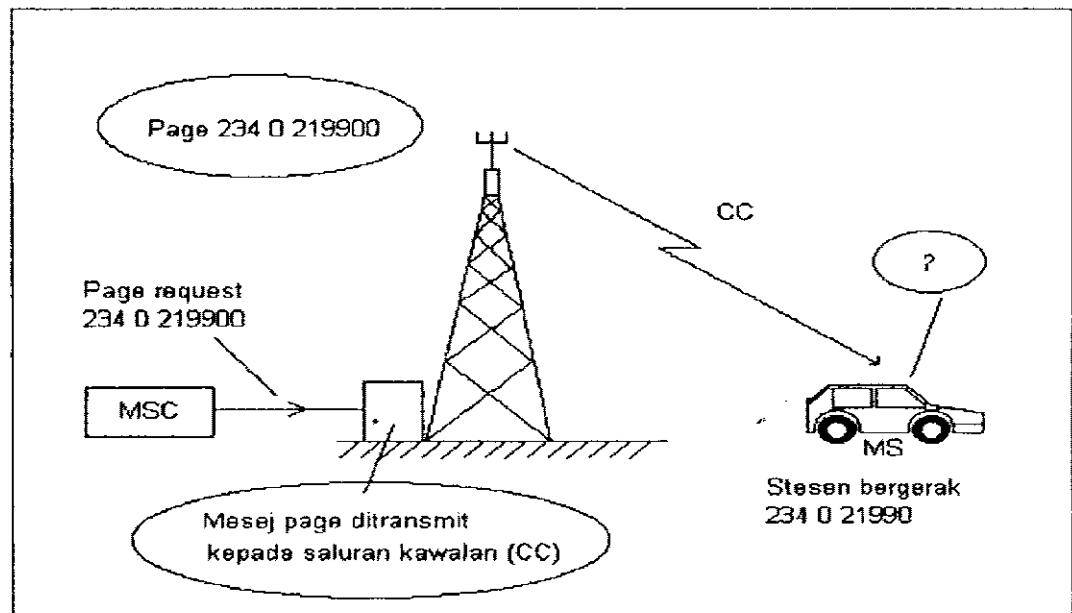 Page 234 0 219900
CC
?
Page request
234 0 219900
MSC
MS
Stesen bergerak
234 0 21990
Mesej page ditransmit
kepada saluran kawalan (CC)